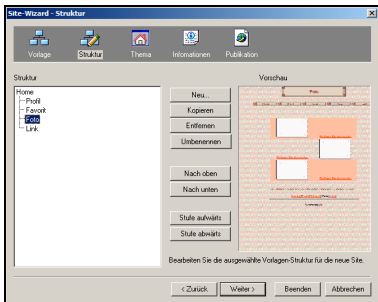 Site-Wizard - Struktur
Vorlage
Struktur
Thema
Infomationen
Publikation
Struktur
Vorschau
Home
Profil
Favorit
Foto
Link
Neu...
Kopieren
Entfernen
Umbenennen
Nach oben
Nach unten
Stufe aufwärts
Stufe abwärts
Foto
Bearbeiten Sie die ausgewählte Vorlagen-Struktur für die neue Site.
< Zurück
Weiter >
Beenden
Abbrechen